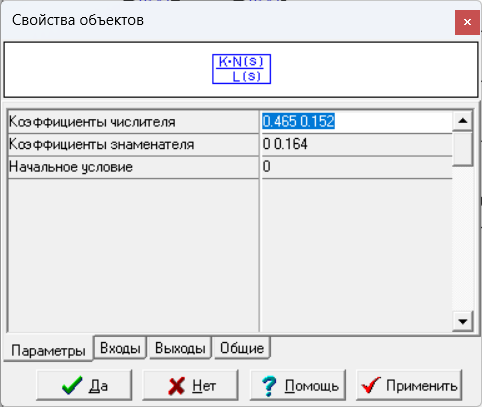 Свойства объектов
K·N(s)
L(s)
Коэффициенты числителя 0.465 0.152
Коэффициенты знаменателя 0 0.164
Начальное условие 0
Параметры Входы Выходы Общие
Да Нет Помощь Применить